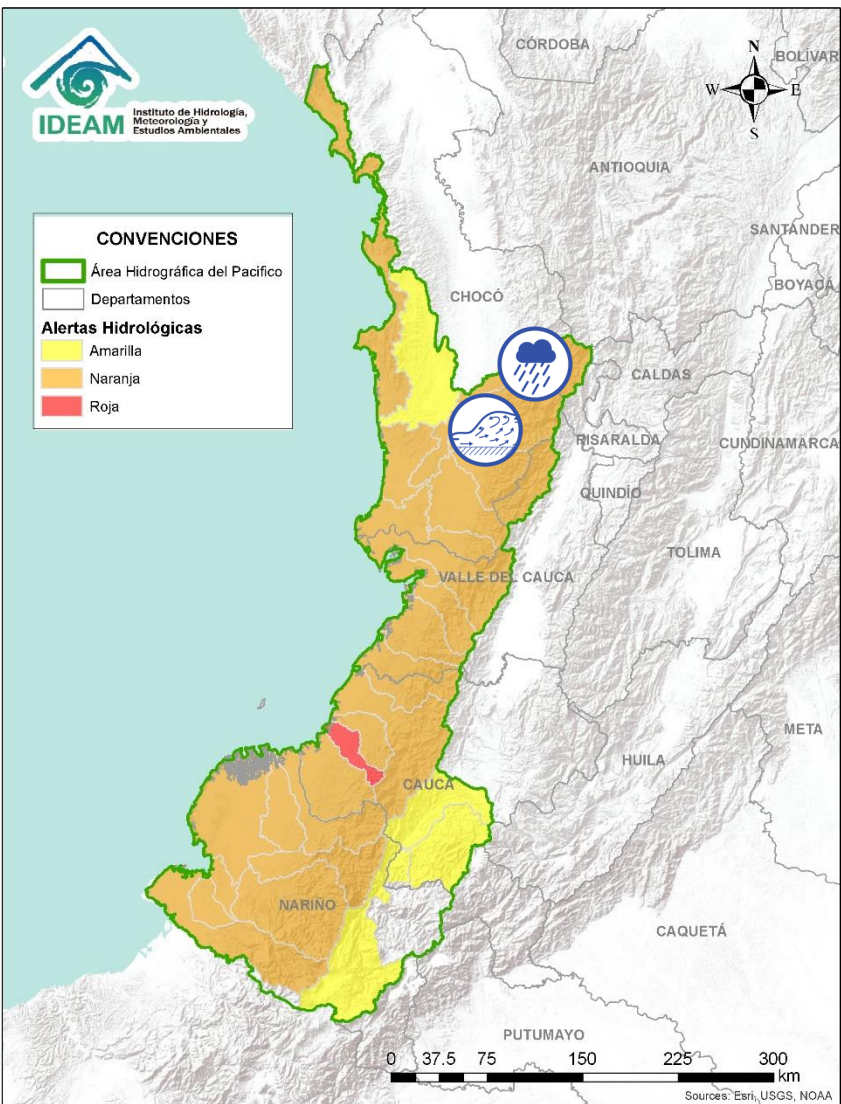 IDEAM
Instituto de Hidrología,
Meteorología y
Estudios Ambientales
N
W
E
S
CÓRDOBA
BOLÍVAR
ANTIOQUIA
SANTANDER
BOYACÁ
CHOCÓ
CALDAS
RISARALDA
CUNDINAMARCA
QUINDÍO
TOLIMA
VALLE DEL CAUCA
META
HUILA
CAUCA
NARIÑO
CAQUETÁ
PUTUMAYO
CONVENCIONES
Área Hidrográfica del Pacifico
Departamentos
Alertas Hidrológicas
Amarilla
Naranja
Roja
0 37.5 75 150 225 300
km
Sources: Esri, USGS, NOAA